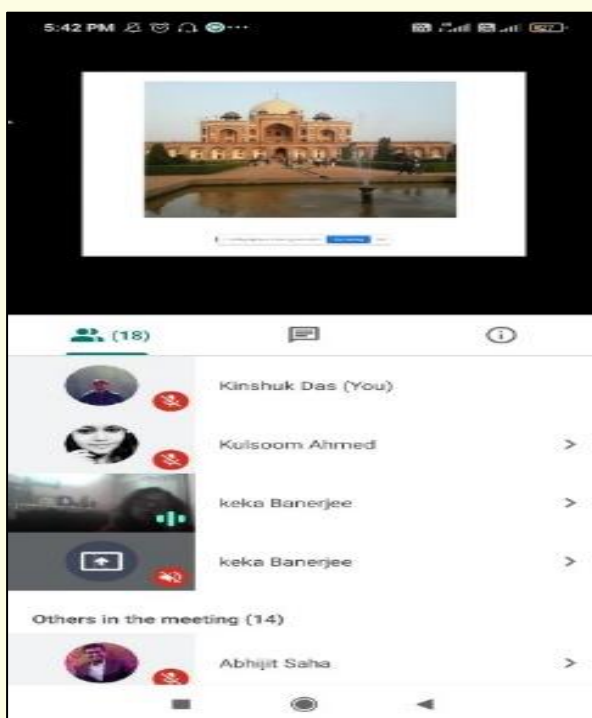 5:42 PM
(18)
Kinshuk Das (You)
Kulsoom Ahmed
keka Banerjee
keka Banerjee
Others in the meeting (14)
Abhijit Saha